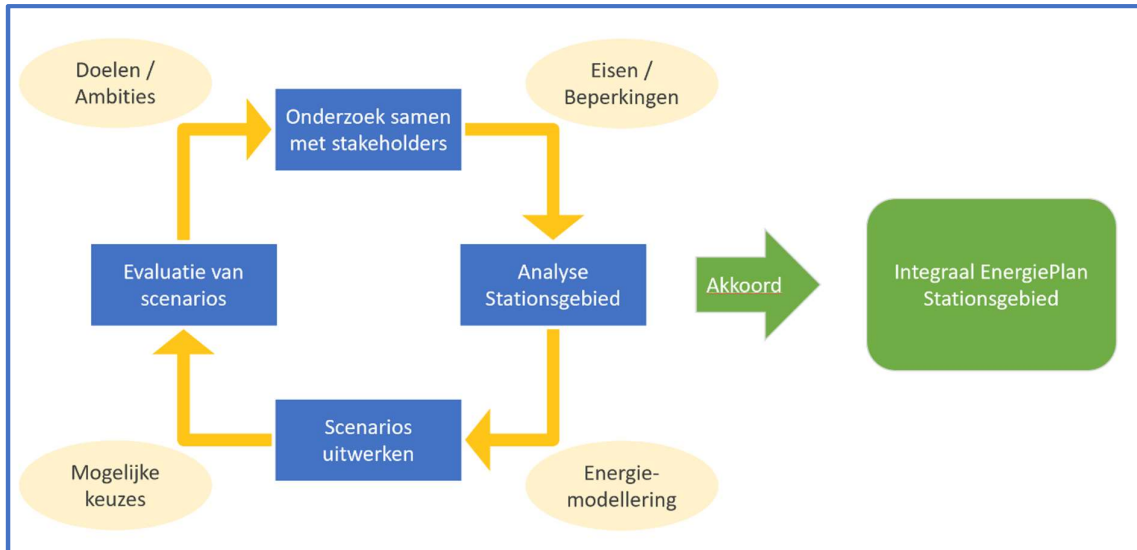 Doelen /
Ambities
Eisen /
Beperkingen
Onderzoek samen
met stakeholders
Evaluatie van
scenarios
Analyse
Stationsgebied
Akkoord
Integraal EnergiePlan
Stationsgebied
Scenarios
uitwerken
Mogelijke
keuzes
Energie-
modellering